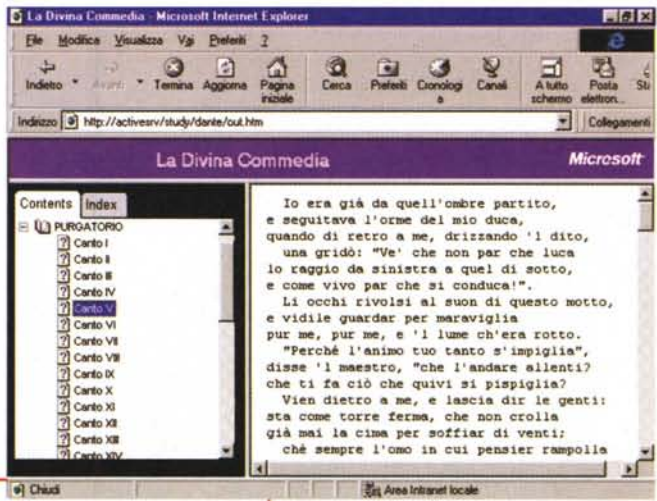 La Divina Commedia - Microsoft Internet Explorer
File Modifica Visualizza Vai Preferiti ?
Indietro Avanti Termina Aggiorna Pagina iniziale Cerca Preferiti Cronologia Canali A tutto schermo Posta elettron... St
Indirizzo http://activesrv/study/dante/out.htm Collegamenti
La Divina Commedia Microsoft
Contents Index
PURGATORIO
Canto I
Canto II
Canto III
Canto IV
Canto V
Canto VI
Canto VII
Canto VIII
Canto IX
Canto X
Canto XI
Canto XII
Canto XIII
Canto XIV
Io era già da quell'ombre partito,
e seguitava l'orme del mio duca,
quando di retro a me, drizzando 'l dito,
una gridò: "Ve' che non par che luca
lo raggio da sinistra a quel di sotto,
e come vivo par che si conduca!".
Li occhi rivolsi al suon di questo motto,
e vidile guardar per maraviglia
pur me, pur me, e 'l lume ch'era rotto.
"Perché l'animo tuo tanto s'impiglia",
disse 'l maestro, "che l'andare allenti?
che ti fa ciò che quivi si pispiglia?
Vien dietro a me, e lascia dir le genti:
sta come torre ferma, che non crolla
già mai la cima per soffiar di venti;
ché sempre l'omo in cui pensier rampolla
Chiudi Area Intranet locale